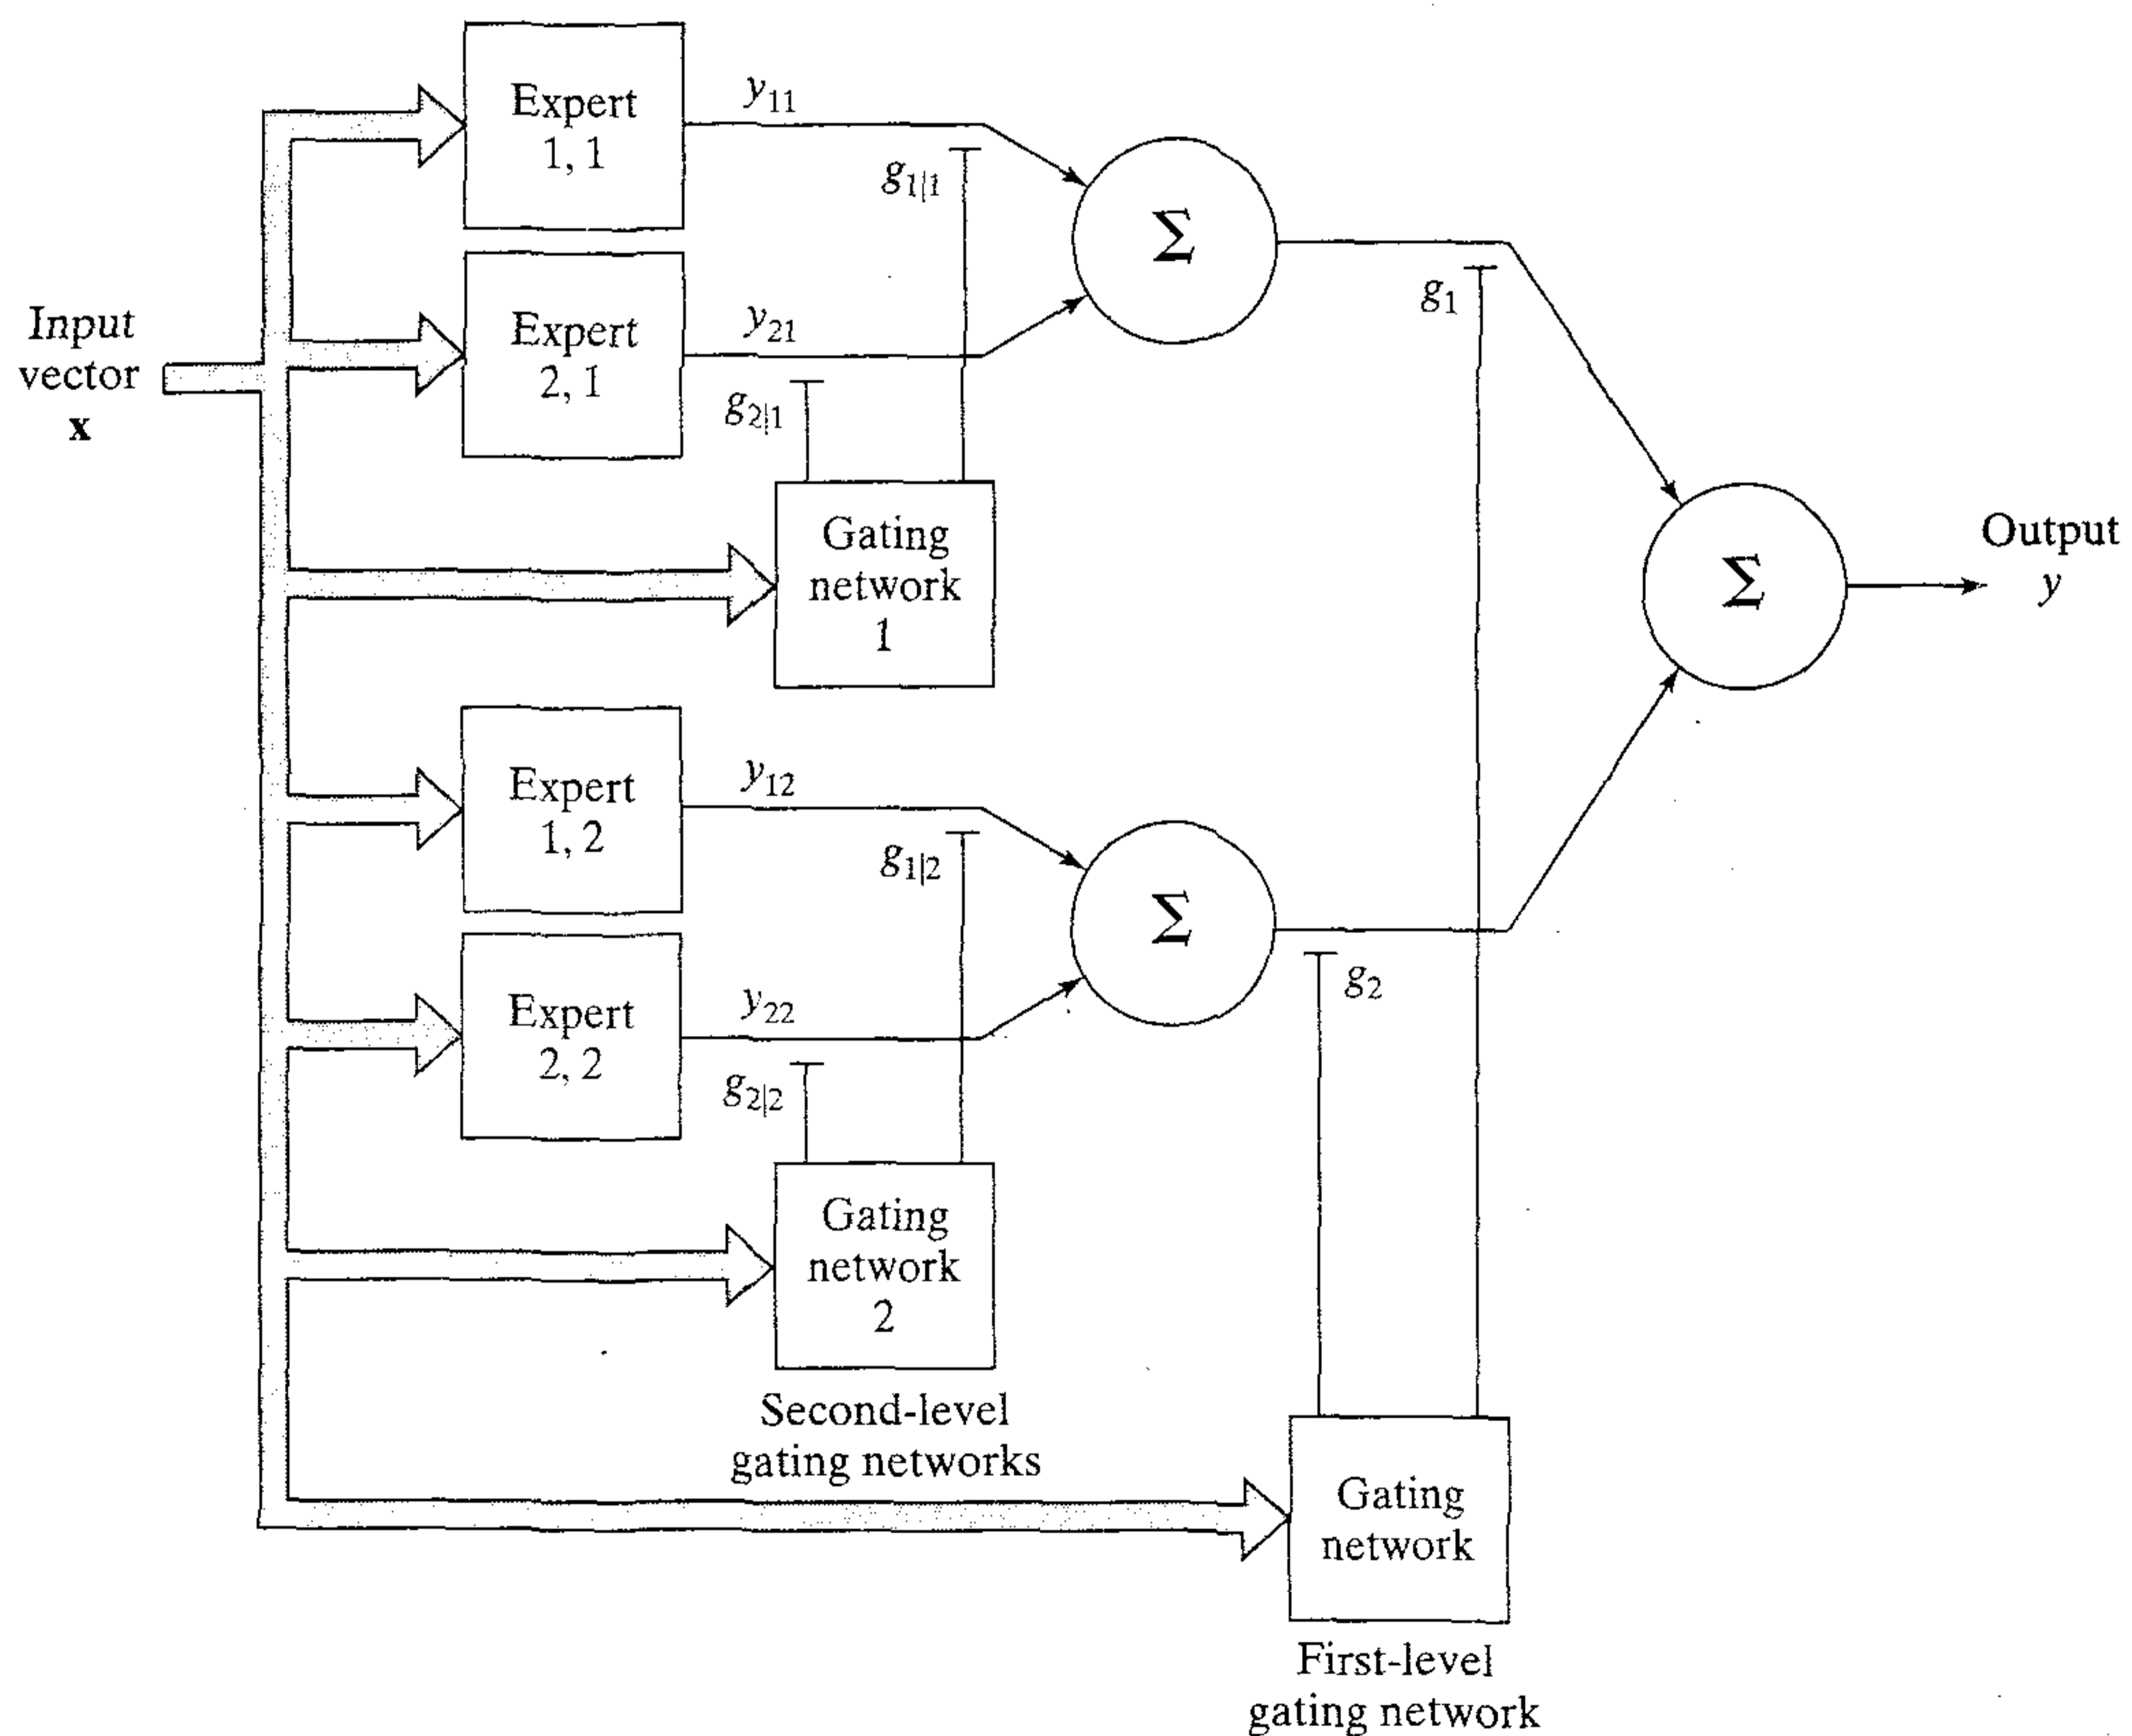 Expert
1, 1
y₁₁
g₁|₁
Σ
Expert
2, 1
y₂₁
g₂|₁
g₁
Input
vector
x
Gating
network
1
Σ
Output
y
Expert
1, 2
y₁₂
g₁|₂
Σ
Expert
2, 2
y₂₂
g₂|₂
g₂
Gating
network
2
Second-level
gating networks
Gating
network
First-level
gating network